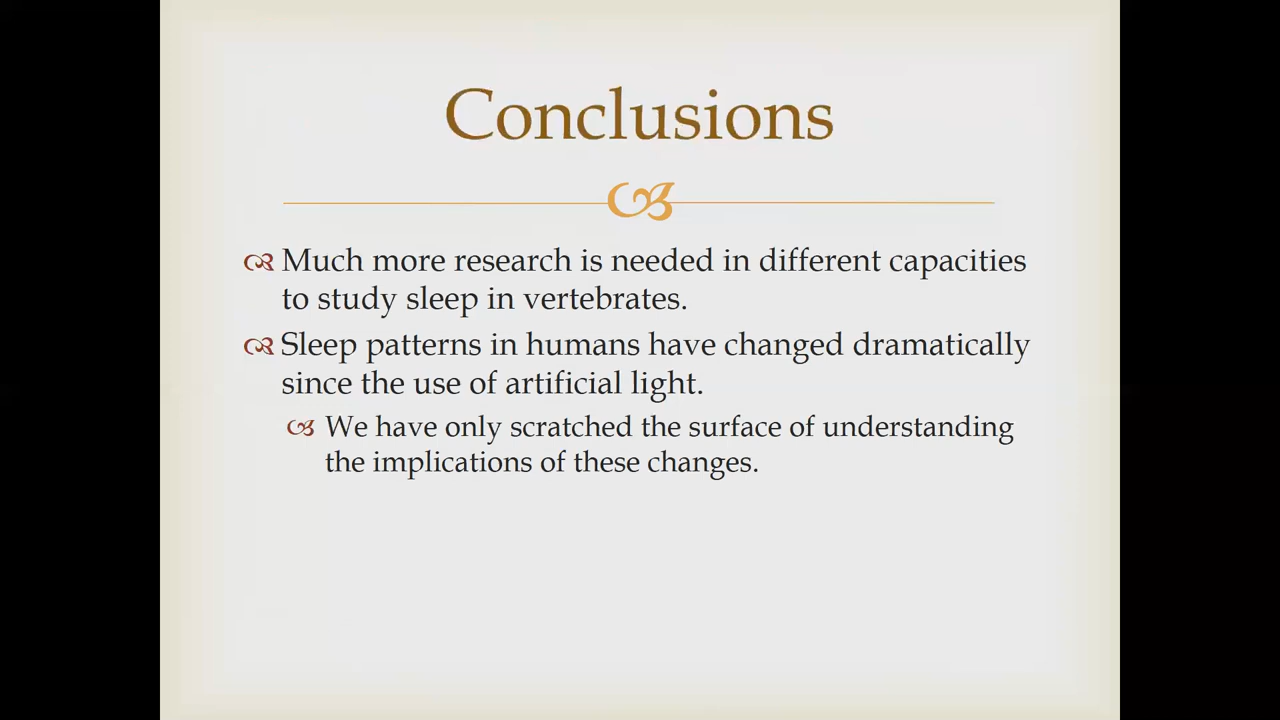 Conclusions
Much more research is needed in different capacities
to study sleep in vertebrates.
Sleep patterns in humans have changed dramatically
since the use of artificial light.
We have only scratched the surface of understanding
the implications of these changes.